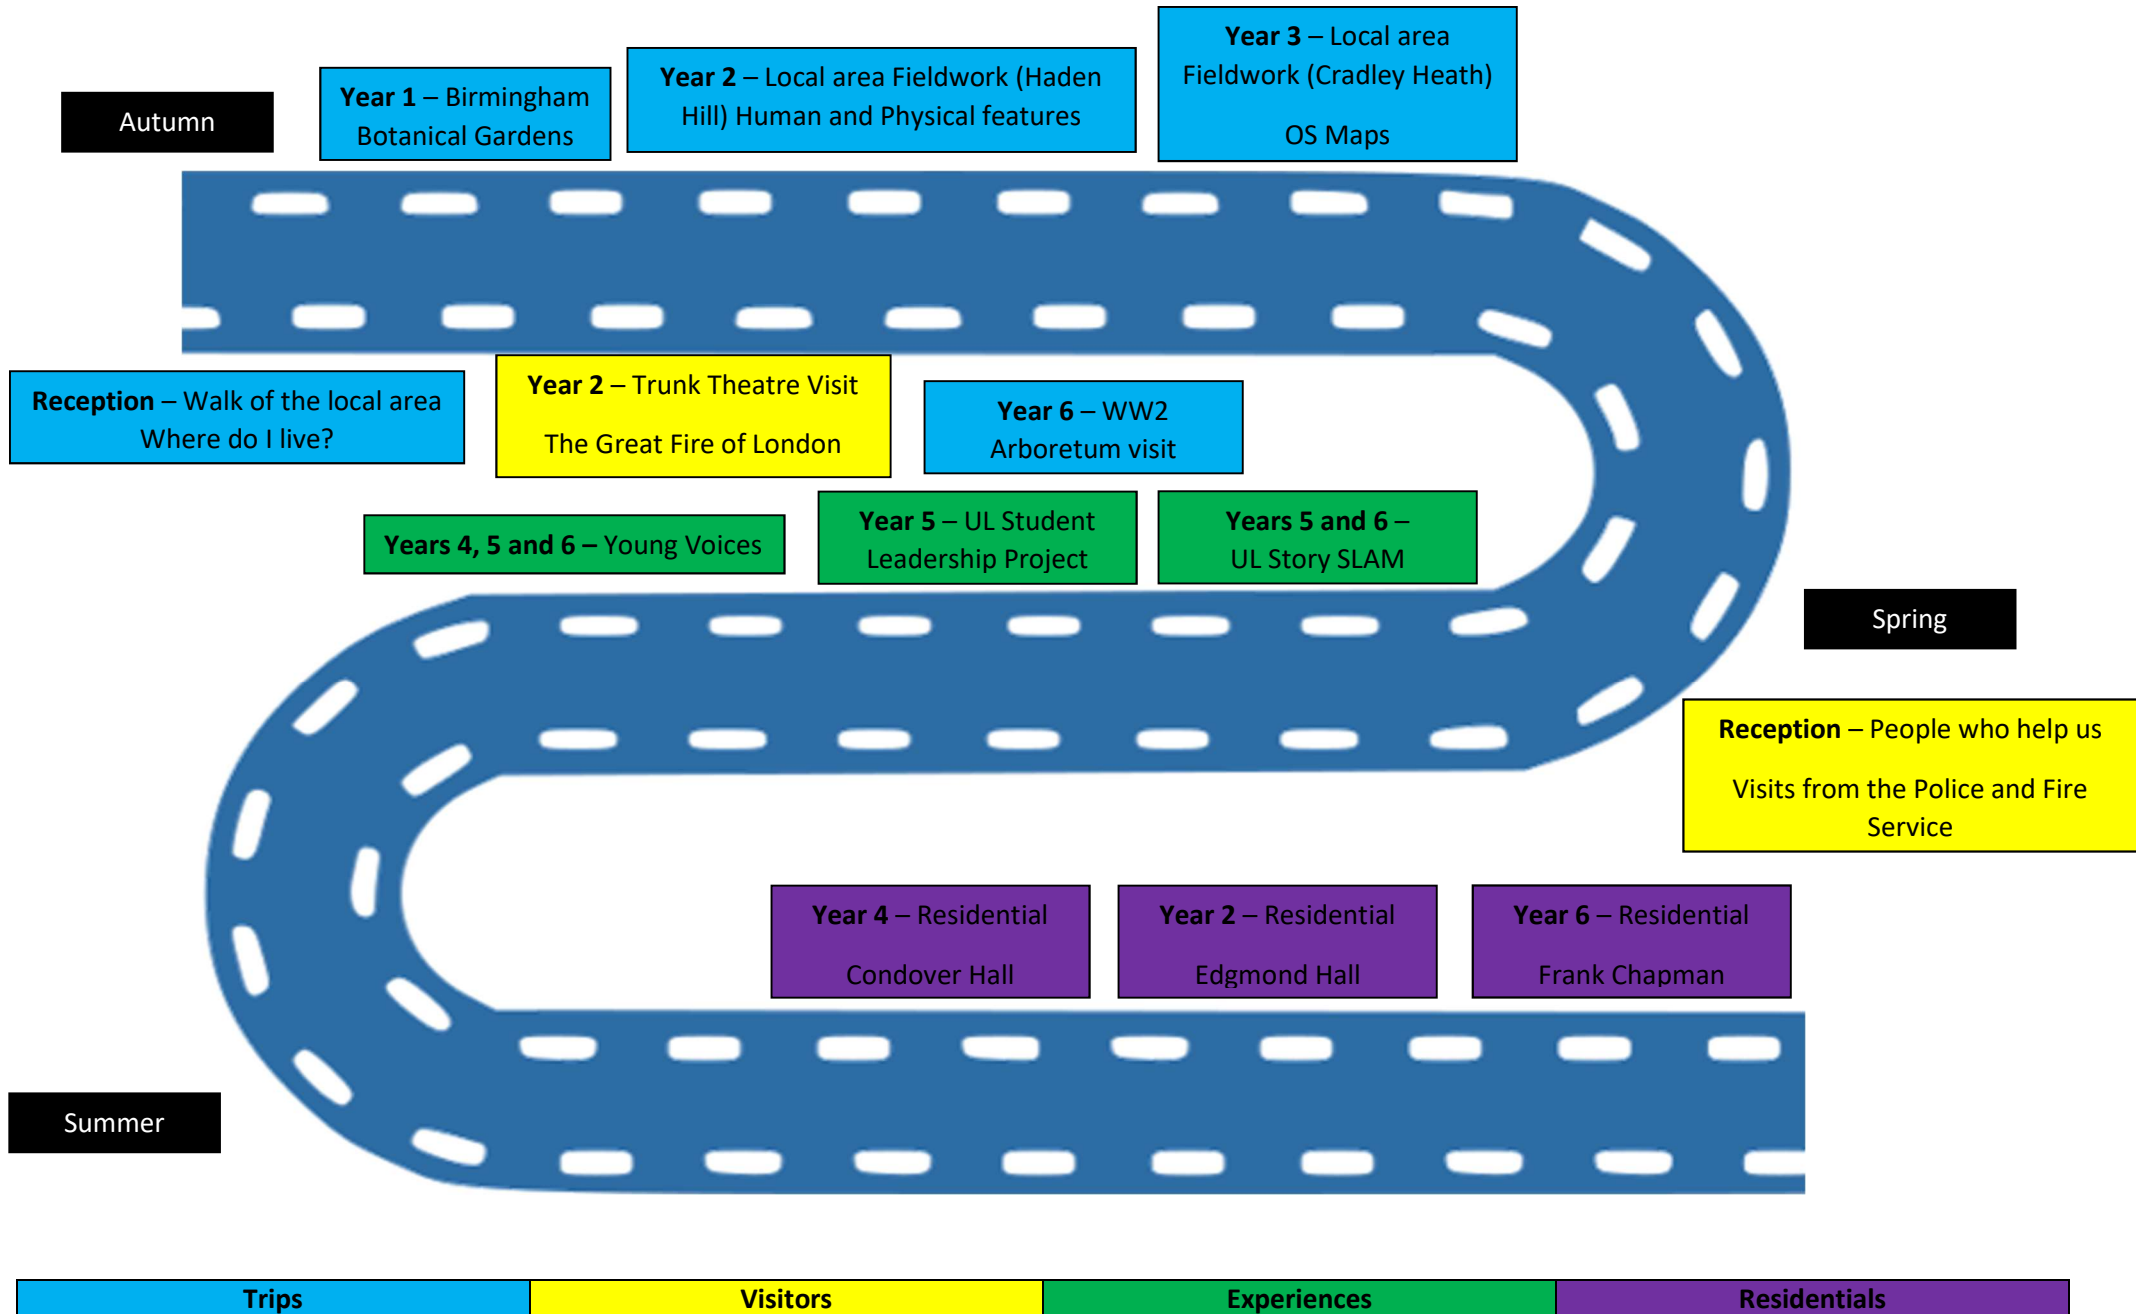 Autumn
Year 1 – Birmingham
Botanical Gardens
Year 2 – Local area Fieldwork (Haden
Hill) Human and Physical features
Year 3 – Local area
Fieldwork (Cradley Heath)
OS Maps
Reception – Walk of the local area
Where do I live?
Year 2 – Trunk Theatre Visit
The Great Fire of London
Year 6 – WW2
Arboretum visit
Years 4, 5 and 6 – Young Voices
Year 5 – UL Student
Leadership Project
Years 5 and 6 –
UL Story SLAM
Spring
Reception – People who help us
Visits from the Police and Fire
Service
Year 4 – Residential
Condover Hall
Year 2 – Residential
Edgmond Hall
Year 6 – Residential
Frank Chapman
Summer
Trips
Visitors
Experiences
Residentials